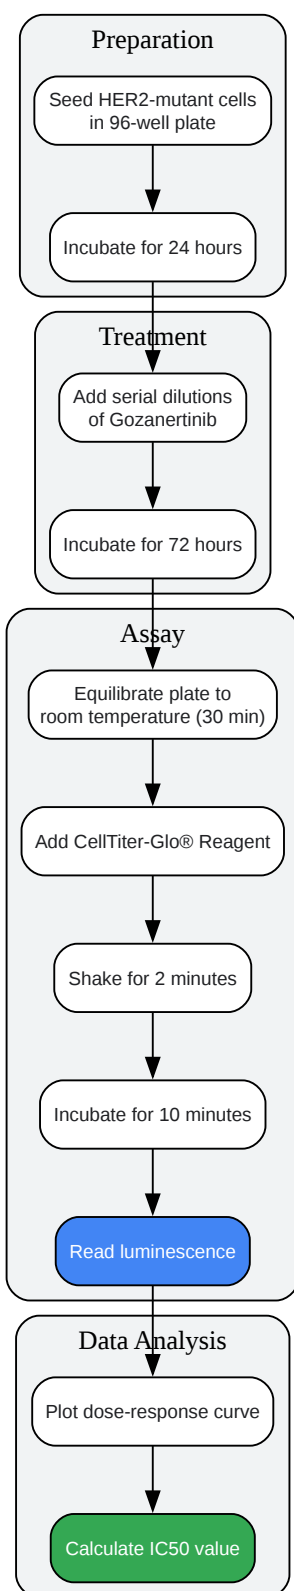 Preparation
Seed HER2-mutant cells
in 96-well plate
Incubate for 24 hours
Treatment
Add serial dilutions
of Gozanertinib
Incubate for 72 hours
Assay
Equilibrate plate to
room temperature (30 min)
Add CellTiter-Glo® Reagent
Shake for 2 minutes
Incubate for 10 minutes
Read luminescence
Data Analysis
Plot dose-response curve
Calculate IC50 value